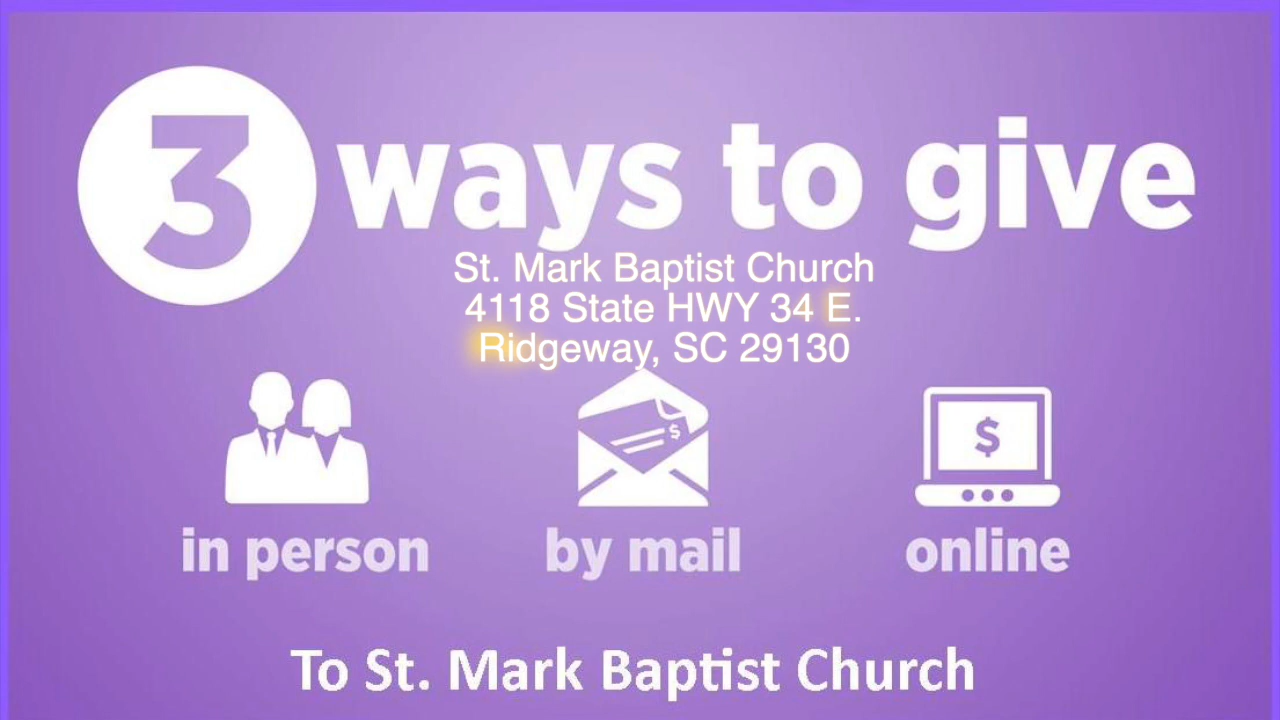 3 ways to give
St. Mark Baptist Church
4118 State HWY 34 E.
Ridgeway, SC 29130
$
$
in person
by mail
online
To St. Mark Baptist Church